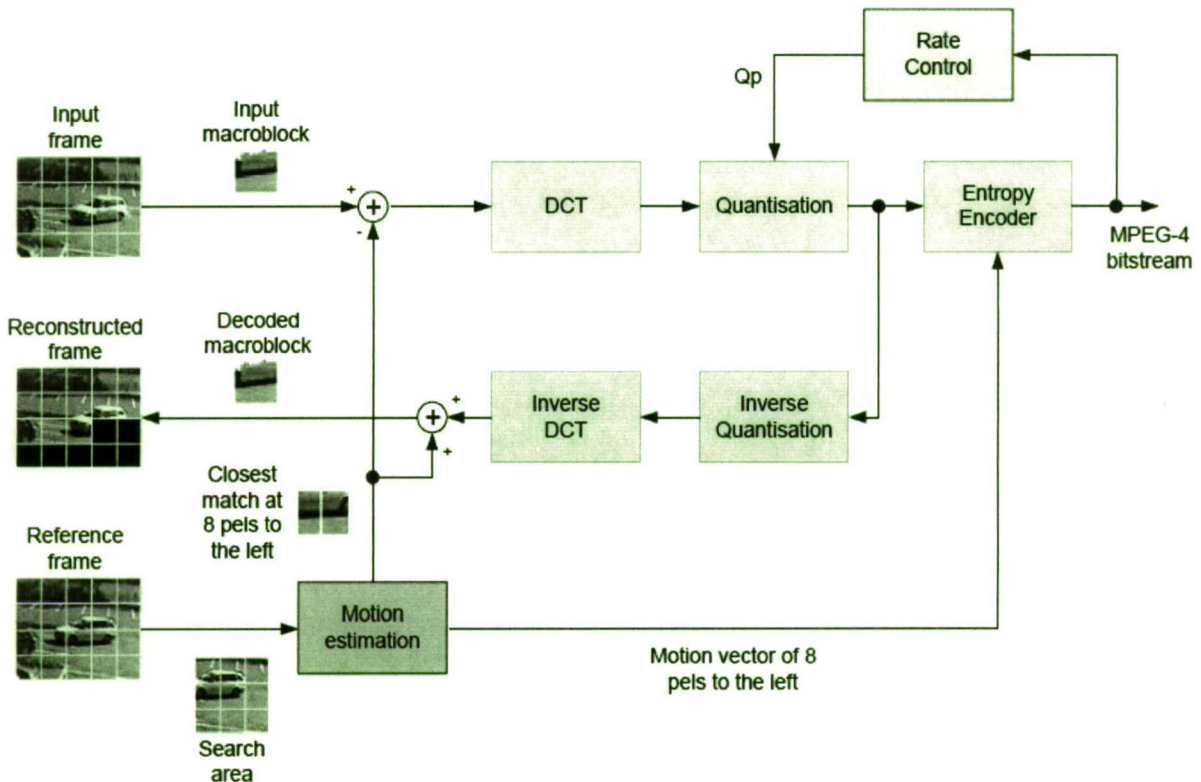 Rate
Control
Qp
Input
frame
Input
macroblock
+
-
DCT
Quantisation
Entropy
Encoder
MPEG-4
bitstream
Reconstructed
frame
Decoded
macroblock
+
+
Inverse
DCT
Inverse
Quantisation
Closest
match at
8 pels to
the left
Reference
frame
Motion
estimation
Motion vector of 8
pels to the left
Search
area